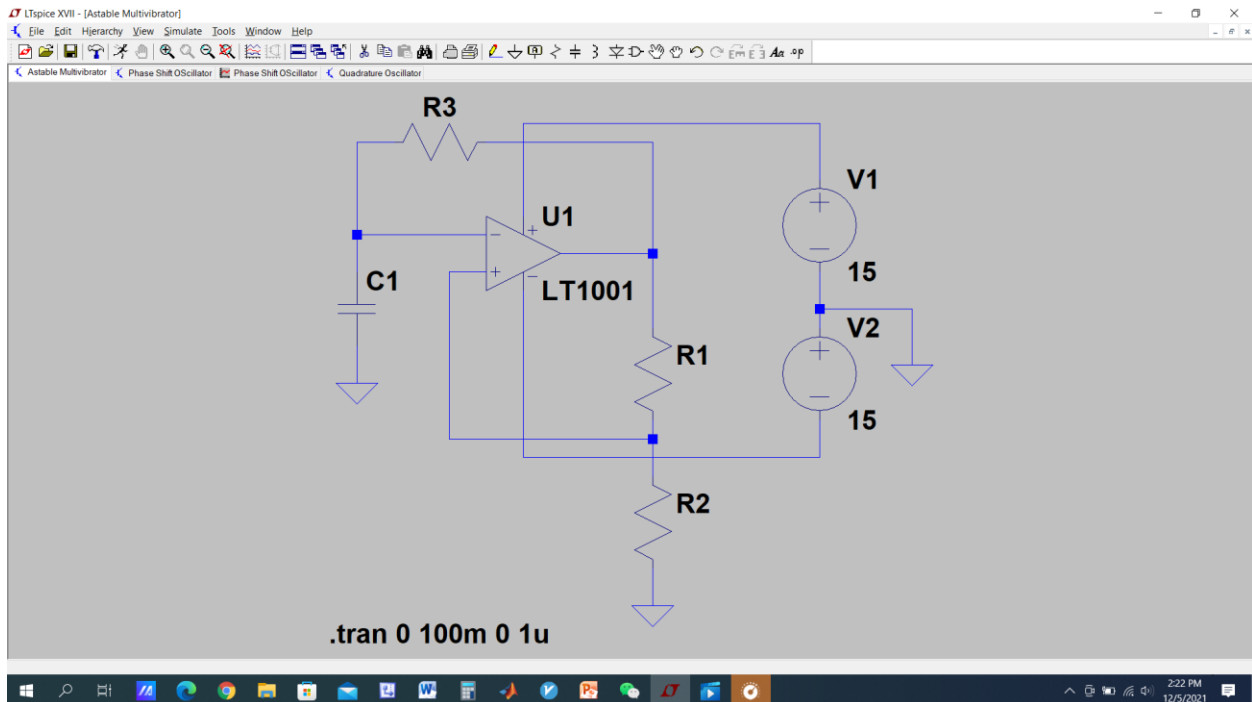 LTspice XVII - [Astable Multivibrator]
File Edit Hierarchy View Simulate Tools Window Help
Aa .op
Astable Multivibrator Phase Shift OScillator Phase Shift OScillator Quadrature Oscillator
R3
V1
U1
15
C1
LT1001
V2
R1
15
R2
.tran 0 100m 0 1u
2:22 PM
12/5/2021